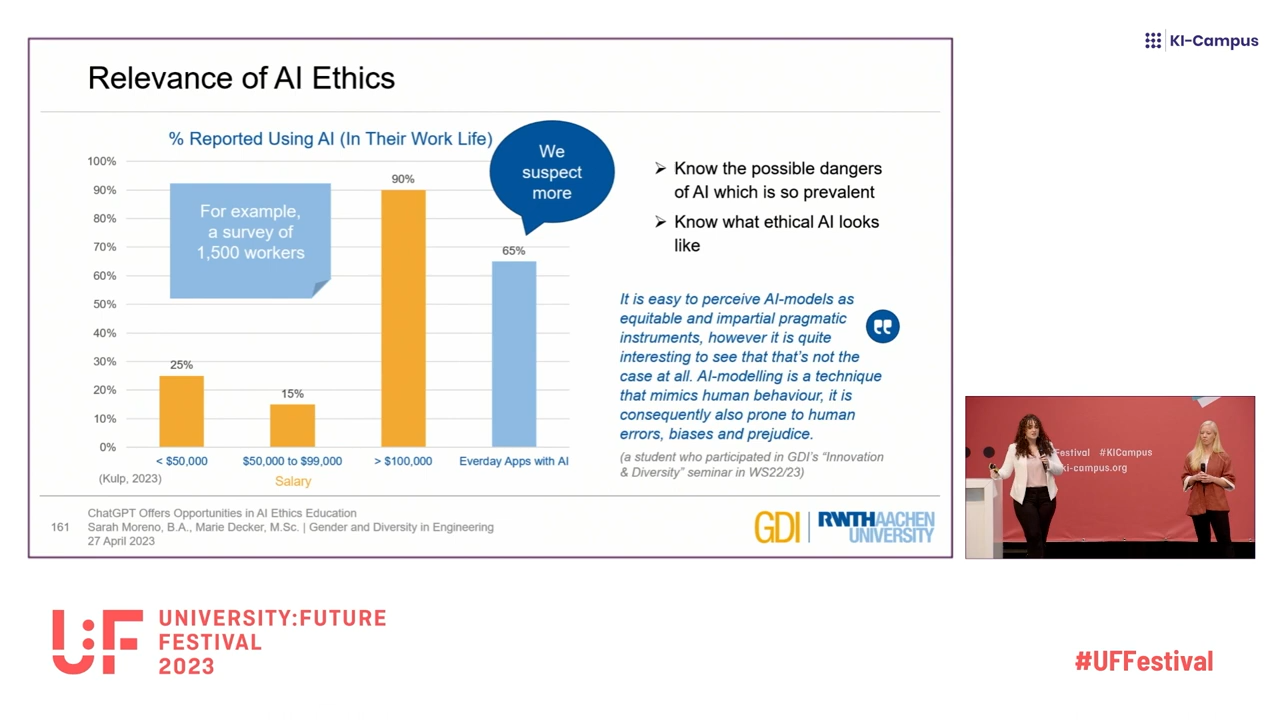 KI-Campus
Relevance of AI Ethics
% Reported Using AI (In Their Work Life)
We
suspect
more
100%
90%
80%
70%
60%
50%
40%
30%
20%
10%
0%
For example,
a survey of
1,500 workers
25%
15%
90%
65%
< $50,000
$50,000 to $99,000
> $100,000
Everday Apps with AI
Salary
(Kulp, 2023)
➢ Know the possible dangers
of AI which is so prevalent
➢ Know what ethical AI looks
like
It is easy to perceive AI-models as
equitable and impartial pragmatic
instruments, however it is quite
interesting to see that that’s not the
case at all. AI-modelling is a technique
that mimics human behaviour, it is
consequently also prone to human
errors, biases and prejudice.
(a student who participated in GDI’s “Innovation
& Diversity” seminar in WS22/23)
161
ChatGPT Offers Opportunities in AI Ethics Education
Sarah Moreno, B.A., Marie Decker, M.Sc. | Gender and Diversity in Engineering
27 April 2023
GDI
RWTHAACHEN
UNIVERSITY
Festival #KICampus
ki-campus.org
U:F
UNIVERSITY:FUTURE
FESTIVAL
2023
#UFFestival